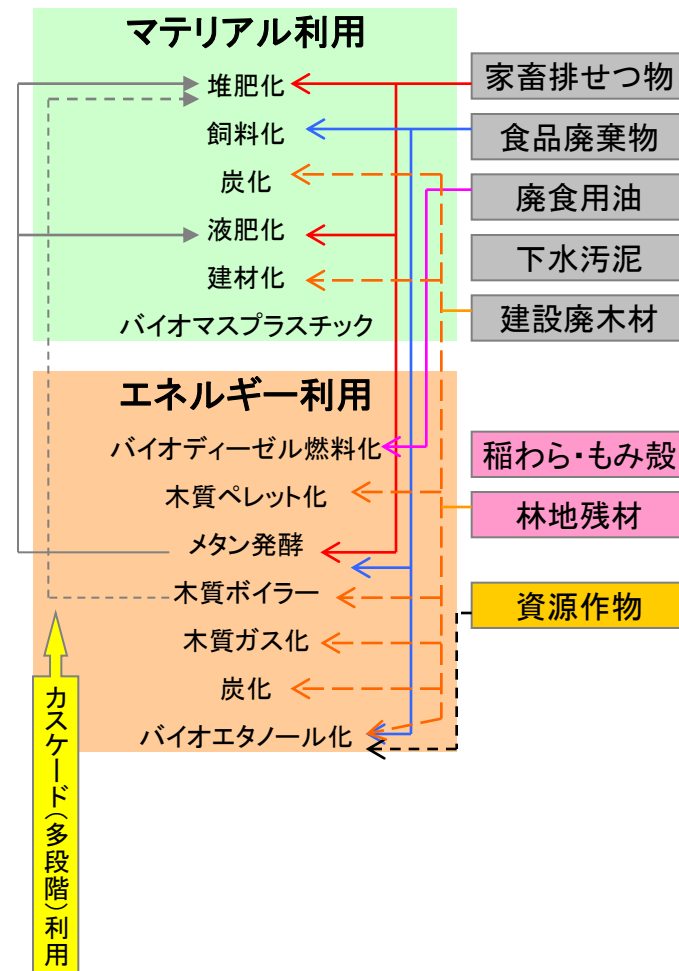 マテリアル利用
堆肥化
飼料化
炭化
液肥化
建材化
バイオマスプラスチック
エネルギー利用
バイオディーゼル燃料化
木質ペレット化
メタン発酵
木質ボイラー
木質ガス化
炭化
バイオエタノール化
家畜排せつ物
食品廃棄物
廃食用油
下水汚泥
建設廃木材
稲わら・もみ殻
林地残材
資源作物
カスケード(多段階)利用